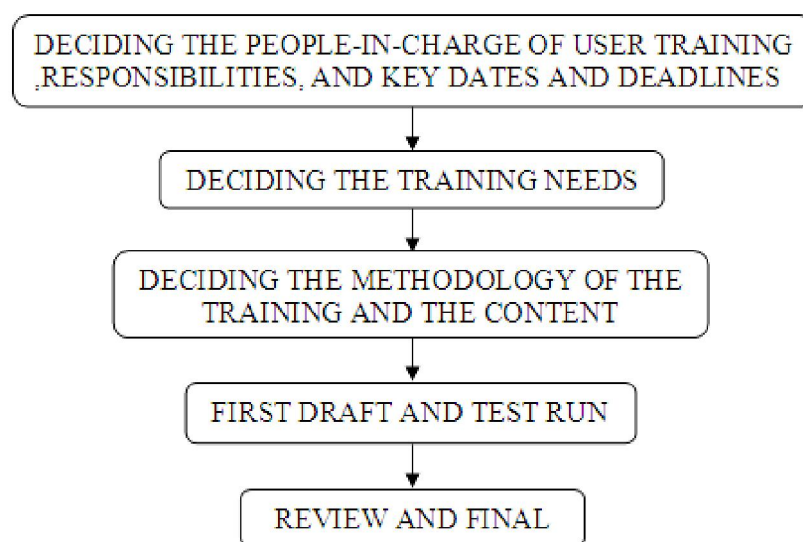 DECIDING THE PEOPLE-IN-CHARGE OF USER TRAINING
,RESPONSIBILITIES, AND KEY DATES AND DEADLINES
DECIDING THE TRAINING NEEDS
DECIDING THE METHODOLOGY OF THE
TRAINING AND THE CONTENT
FIRST DRAFT AND TEST RUN
REVIEW AND FINAL